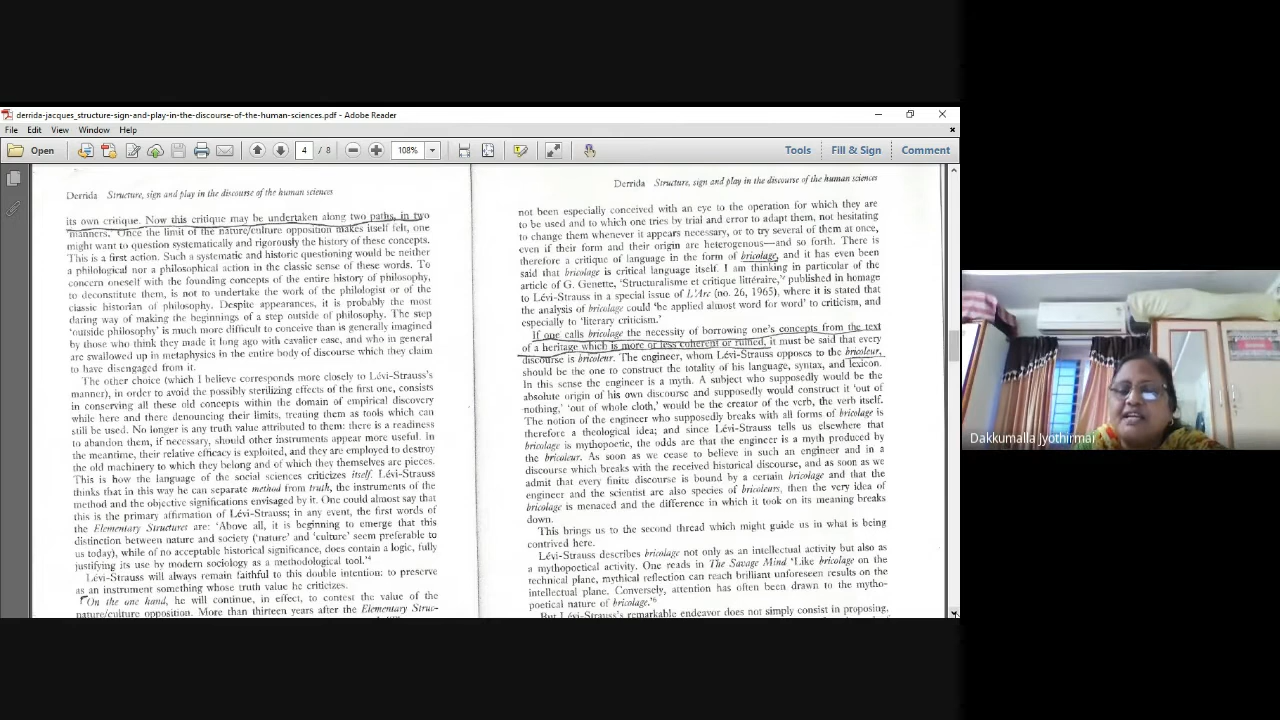 derrida-jacques_structure-sign-and-play-in-the-discourse-of-the-human-sciences.pdf - Adobe Reader
File Edit View Window Help
Open 4 / 8 108% Tools Fill & Sign Comment
Derrida Structure, sign and play in the discourse of the human sciences
its own critique. Now this critique may be undertaken along two paths, in two
manners. Once the limit of the nature/culture opposition makes itself felt, one
might want to question systematically and rigorously the history of these concepts.
This is a first action. Such a systematic and historic questioning would be neither
a philological nor a philosophical action in the classic sense of these words. To
concern oneself with the founding concepts of the entire history of philosophy,
to deconstitute them, is not to undertake the work of the philologist or of the
classic historian of philosophy. Despite appearances, it is probably the most
daring way of making the beginnings of a step outside of philosophy. The step
'outside philosophy' is much more difficult to conceive than is generally imagined
by those who think they made it long ago with cavalier ease, and who in general
are swallowed up in metaphysics in the entire body of discourse which they claim
to have disengaged from it.
The other choice (which I believe corresponds more closely to Lévi-Strauss's
manner), in order to avoid the possibly sterilizing effects of the first one, consists
in conserving all these old concepts within the domain of empirical discovery
while here and there denouncing their limits, treating them as tools which can
still be used. No longer is any truth value attributed to them: there is a readiness
to abandon them, if necessary, should other instruments appear more useful. In
the meantime, their relative efficacy is exploited, and they are employed to destroy
the old machinery to which they belong and of which they themselves are pieces.
This is how the language of the social sciences criticizes itself. Lévi-Strauss
thinks that in this way he can separate method from truth, the instruments of the
method and the objective significations envisaged by it. One could almost say that
this is the primary affirmation of Lévi-Strauss; in any event, the first words of
the Elementary Structures are: 'Above all, it is beginning to emerge that this
distinction between nature and society ('nature' and 'culture' seem preferable to
us today), while of no acceptable historical significance, does contain a logic, fully
justifying its use by modern sociology as a methodological tool.'⁴
Lévi-Strauss will always remain faithful to this double intention: to preserve
as an instrument something whose truth value he criticizes.
On the one hand, he will continue, in effect, to contest the value of the
nature/culture opposition. More than thirteen years after the Elementary Struc-
Derrida Structure, sign and play in the discourse of the human sciences
not been especially conceived with an eye to the operation for which they are
to be used and to which one tries by trial and error to adapt them, not hesitating
to change them whenever it appears necessary, or to try several of them at once,
even if their form and their origin are heterogenous—and so forth. There is
therefore a critique of language in the form of bricolage, and it has even been
said that bricolage is critical language itself. I am thinking in particular of the
article of G. Genette, 'Structuralisme et critique littéraire,'⁵ published in homage
to Lévi-Strauss in a special issue of L'Arc (no. 26, 1965), where it is stated that
the analysis of bricolage could 'be applied almost word for word' to criticism, and
especially to 'literary criticism.'
If one calls bricolage the necessity of borrowing one's concepts from the text
of a heritage which is more or less coherent or ruined, it must be said that every
discourse is bricoleur. The engineer, whom Lévi-Strauss opposes to the bricoleur,
should be the one to construct the totality of his language, syntax, and lexicon.
In this sense the engineer is a myth. A subject who supposedly would be the
absolute origin of his own discourse and supposedly would construct it 'out of
nothing,' 'out of whole cloth,' would be the creator of the verb, the verb itself.
The notion of the engineer who supposedly breaks with all forms of bricolage is
therefore a theological idea; and since Lévi-Strauss tells us elsewhere that
bricolage is mythopoetic, the odds are that the engineer is a myth produced by
the bricoleur. As soon as we cease to believe in such an engineer and in a
discourse which breaks with the received historical discourse, and as soon as we
admit that every finite discourse is bound by a certain bricolage and that the
engineer and the scientist are also species of bricoleurs, then the very idea of
bricolage is menaced and the difference in which it took on its meaning breaks
down.
This brings us to the second thread which might guide us in what is being
contrived here.
Lévi-Strauss describes bricolage not only as an intellectual activity but also as
a mythopoetical activity. One reads in The Savage Mind 'Like bricolage on the
technical plane, mythical reflection can reach brilliant unforeseen results on the
intellectual plane. Conversely, attention has often been drawn to the mytho-
poetical nature of bricolage.'⁶
But Lévi-Strauss's remarkable endeavor does not simply consist in proposing,
Dakkumalla Jyothirmai